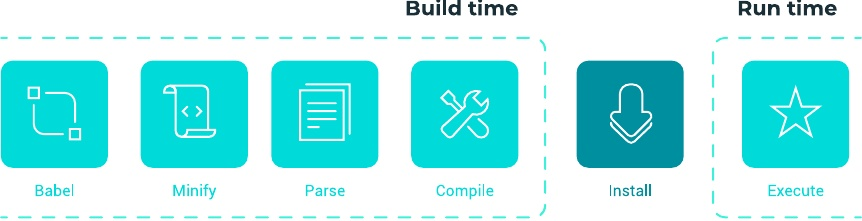 Build time
Run time
Babel
Minify
Parse
Compile
Install
Execute